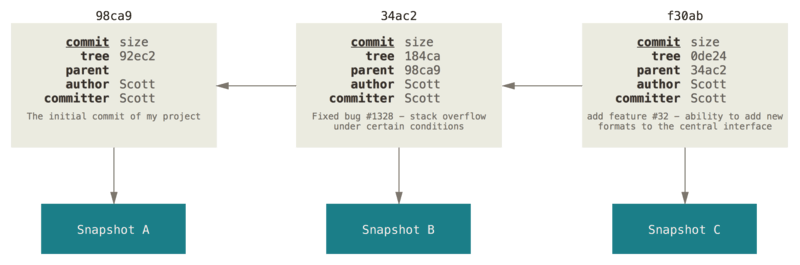 98ca9
commit size
tree 92ec2
parent
author Scott
committer Scott
The initial commit of my project
Snapshot A
34ac2
commit size
tree 184ca
parent 98ca9
author Scott
committer Scott
Fixed bug #1328 – stack overflow
under certain conditions
Snapshot B
f30ab
commit size
tree 0de24
parent 34ac2
author Scott
committer Scott
add feature #32 – ability to add new
formats to the central interface
Snapshot C